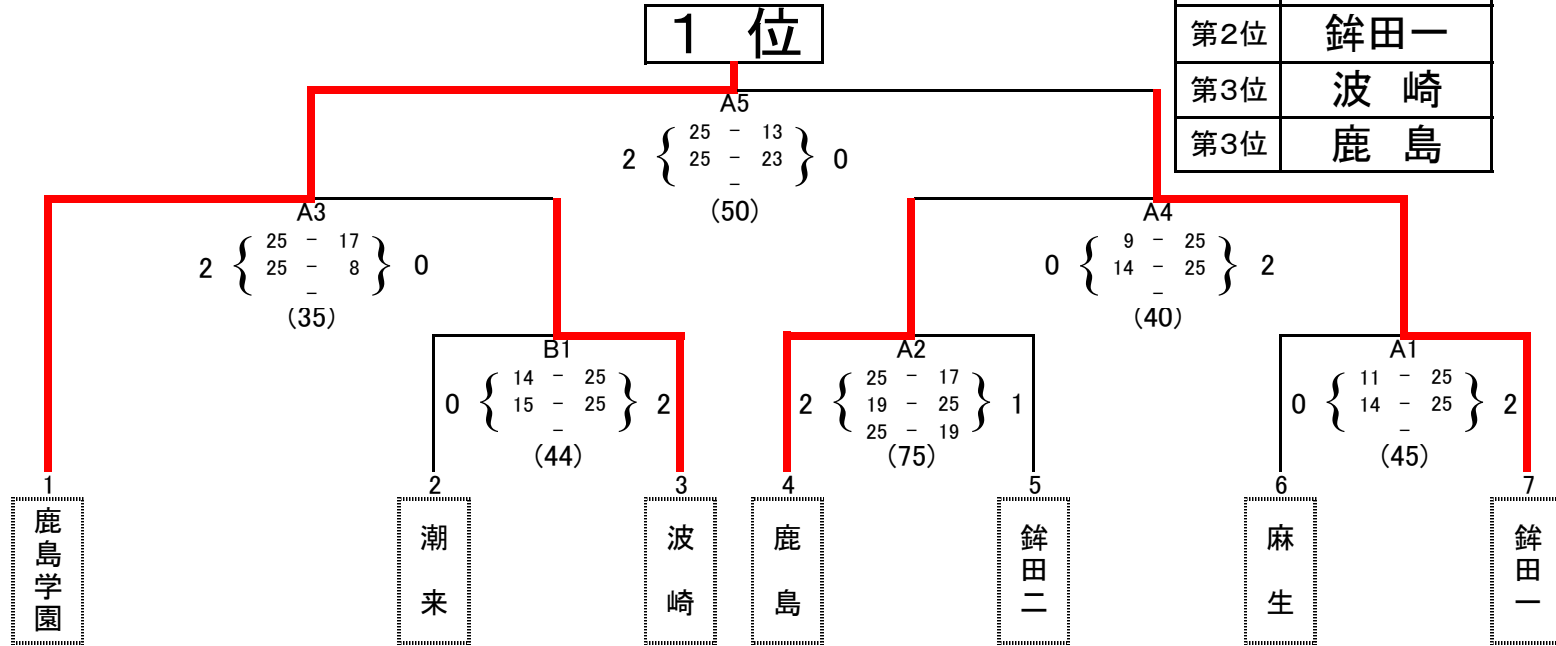 1 位
第2位 鉾田一
第3位 波 崎
第3位 鹿 島
A5
25 - 13
2 { 25 - 23 } 0
-
(50)
A3
25 - 17
2 { 25 - 8 } 0
-
(35)
A4
9 - 25
0 { 14 - 25 } 2
-
(40)
B1
14 - 25
0 { 15 - 25 } 2
-
(44)
A2
25 - 17
2 { 19 - 25 } 1
25 - 19
(75)
A1
11 - 25
0 { 14 - 25 } 2
-
(45)
1 2 3 4 5 6 7
鹿島学園
潮来
波崎
鹿島
鉾田二
麻生
鉾田一